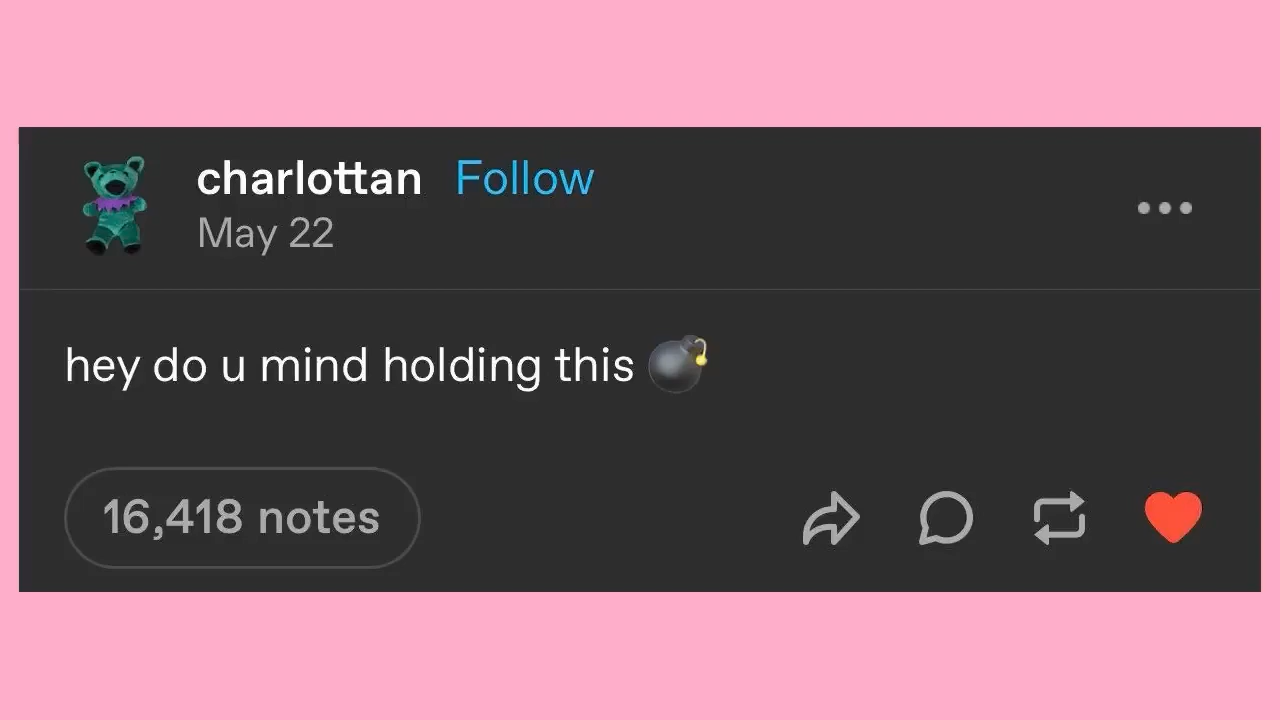 charlottan Follow
May 22
hey do u mind holding this 💣
16,418 notes